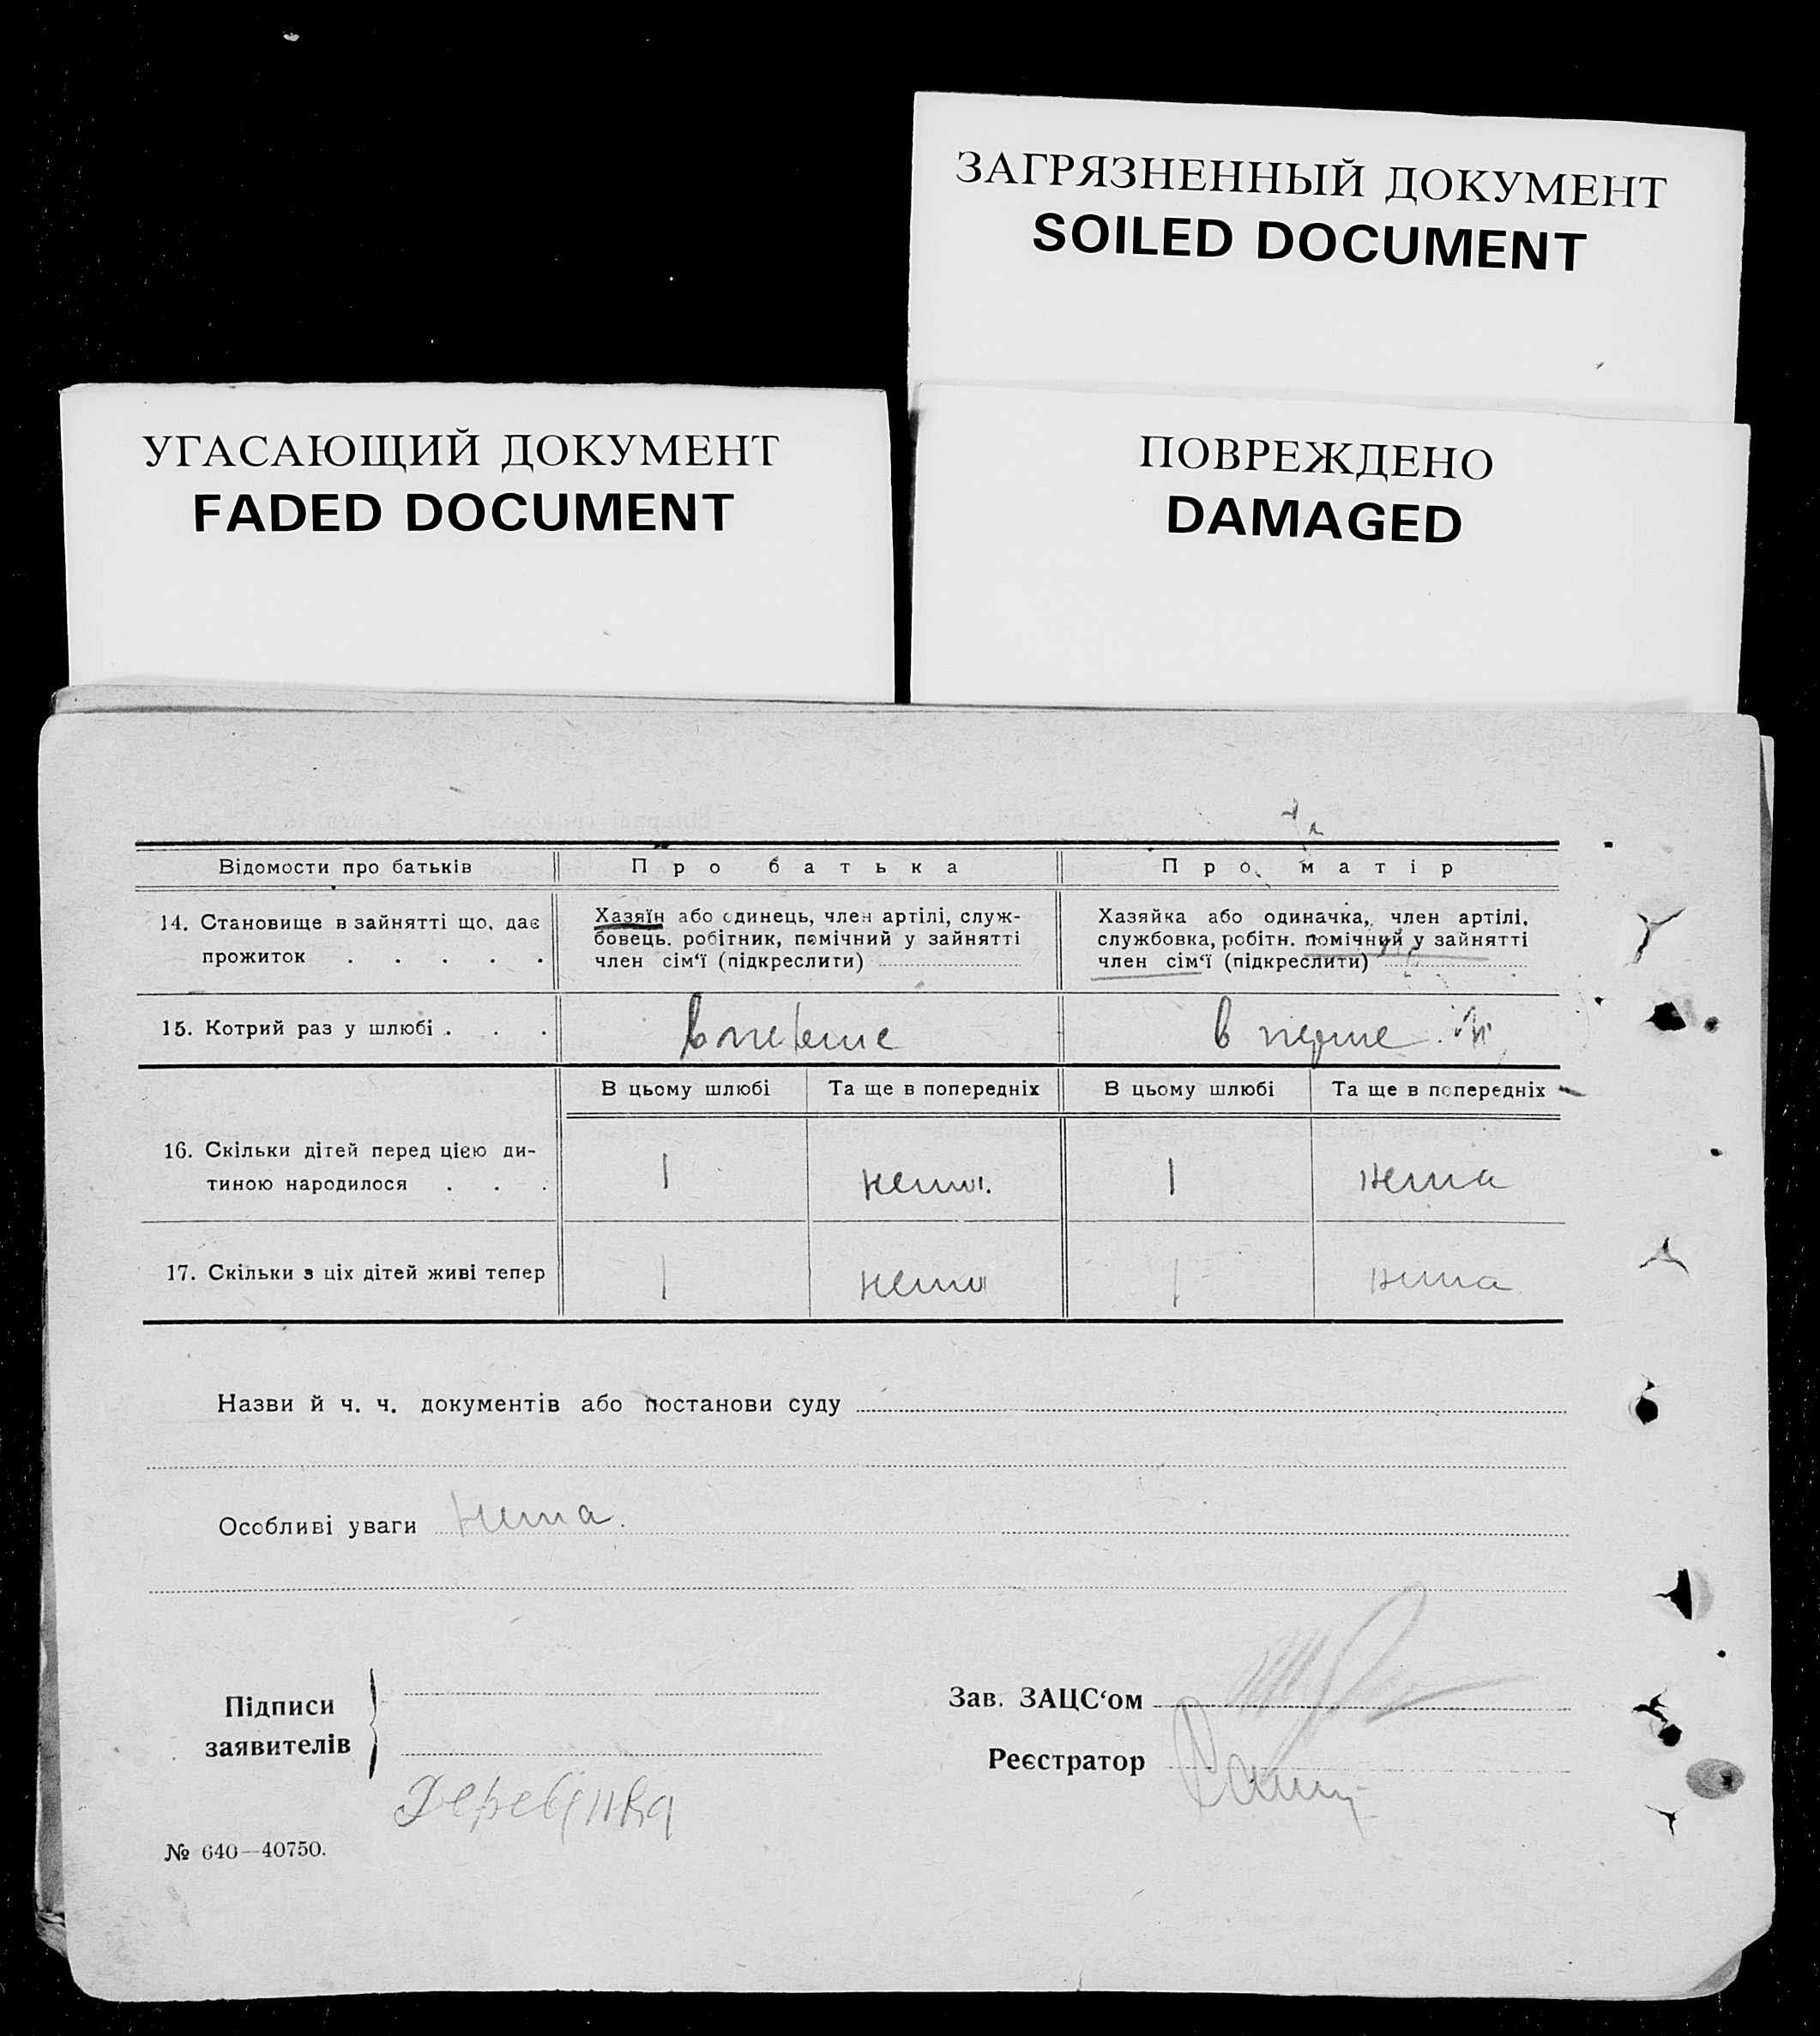 ЗАГРЯЗНЕННЫЙ ДОКУМЕНТ
SOILED DOCUMENT
УГАСАЮЩИЙ ДОКУМЕНТ
FADED DOCUMENT
ПОВРЕЖДЕНО
DAMAGED
Відомости про батьків Про батька Про матір
14. Становище в зайнятті що, дає
прожиток . . . . .
Хазяїн або одинець, член артілі, служ-
бовець. робітник, помічний у зайнятті
член сім'ї (підкреслити)
Хазяйка або одиначка, член артілі,
службовка, робітн. помічний у зайнятті
член сім'ї (підкреслити)
15. Котрий раз у шлюбі . . . вперше в перше
В цьому шлюбі Та ще в попередніх В цьому шлюбі Та ще в попередніх
16. Скільки дітей перед цією ди-
тиною народилося . . . 1 нема. 1 нема
17. Скільки з ціх дітей живі тепер 1 нема 1 нема
Назви й ч. ч. документів або постанови суду
Особливі уваги нема.
Підписи
заявителів
Зав. ЗАЦС'ом
Реєстратор
№ 640—40750.